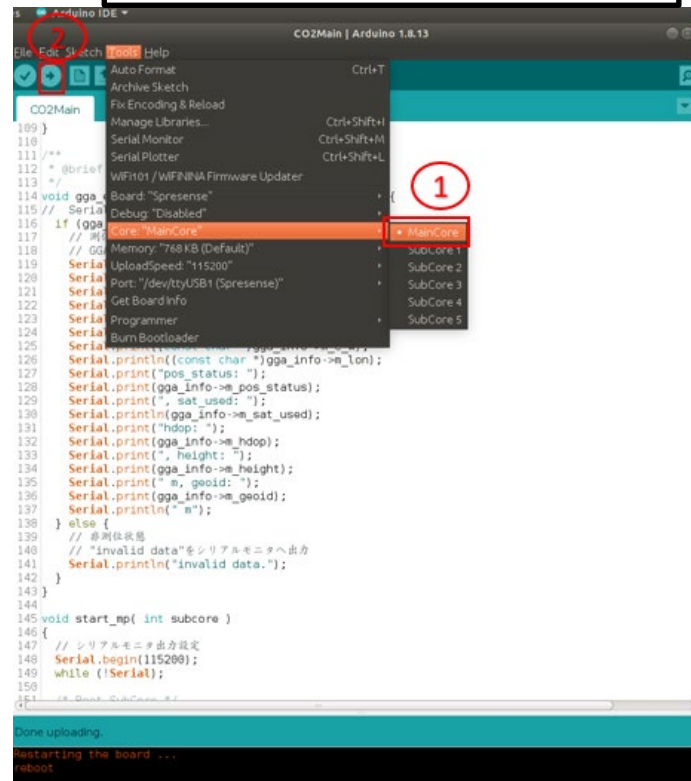 Arduino IDE
CO2Main | Arduino 1.8.13
2
File Edit Sketch Tools Help
CO2Main
Auto Format Ctrl+T
Archive Sketch
Fix Encoding & Reload
Manage Libraries... Ctrl+Shift+I
Serial Monitor Ctrl+Shift+M
Serial Plotter Ctrl+Shift+L
WiFi101 / WiFiNINA Firmware Updater
Board: "Spresense"
Debug: "Disabled"
Core: "MainCore"
Memory: "768 KB (Default)"
UploadSpeed: "115200"
Port: "/dev/ttyUSB1 (Spresense)"
Get Board Info
Programmer
Burn Bootloader
1
MainCore
SubCore 1
SubCore 2
SubCore 3
SubCore 4
SubCore 5
109 }
110
111 /**
112 * @brief
113 */
114 void gga_ {
115 // Seria
116 if (gga_
117 // 測
118 // GG
119 Seria
120 Seria
121 Seria
122 Seria
123 Seria
124 Seria
125 Serial
126 Serial.println((const char *)gga_info->m_lon);
127 Serial.print("pos_status: ");
128 Serial.print(gga_info->m_pos_status);
129 Serial.print(", sat_used: ");
130 Serial.println(gga_info->m_sat_used);
131 Serial.print("hdop: ");
132 Serial.print(gga_info->m_hdop);
133 Serial.print(", height: ");
134 Serial.print(gga_info->m_height);
135 Serial.print(" m, geoid: ");
136 Serial.print(gga_info->m_geoid);
137 Serial.println(" m");
138 } else {
139 // 非測位状態
140 // "invalid data"をシリアルモニタへ出力
141 Serial.println("invalid data.");
142 }
143 }
144
145 void start_mp( int subcore )
146 {
147 // シリアルモニタ出力設定
148 Serial.begin(115200);
149 while (!Serial);
150
151 /* Boot SubCore */
Done uploading.
Restarting the board ...
reboot